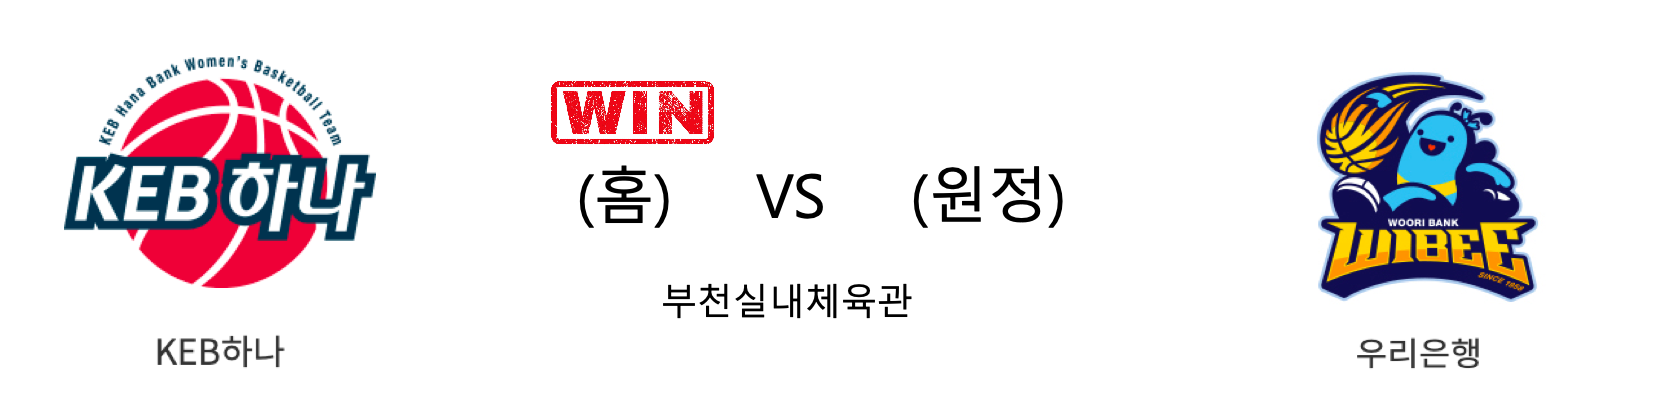 KEB Hana Bank Women's Basketball Team
KEB하나
WIN
(홈) VS (원정)
부천실내체육관
WOORI BANK
WIBEE
SINCE 1958
KEB하나
우리은행